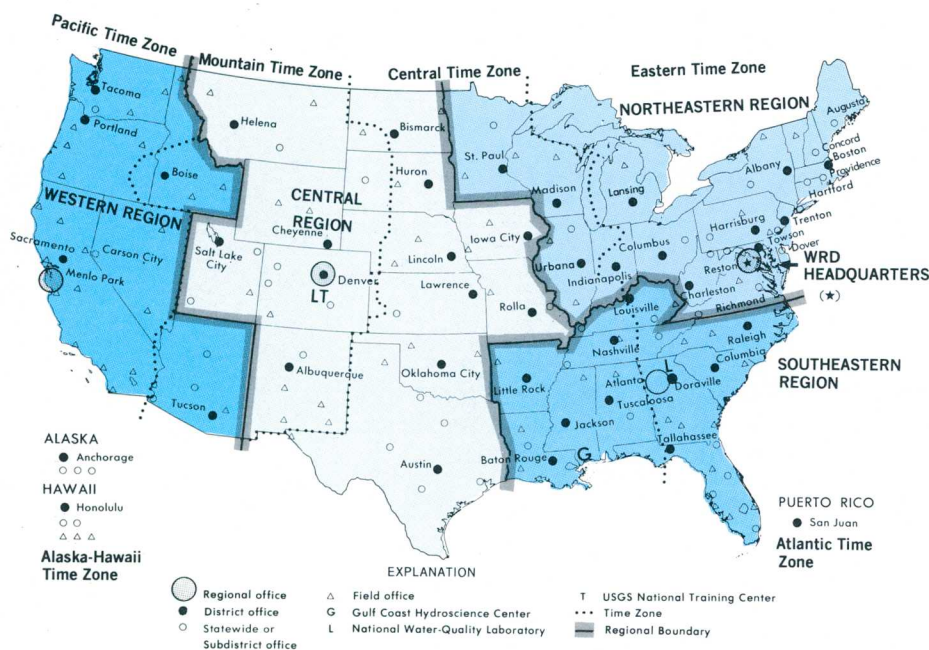 Pacific Time Zone
Mountain Time Zone
Central Time Zone
Eastern Time Zone
NORTHEASTERN REGION
Tacoma
Portland
Helena
Bismarck
St. Paul
Augusta
Concord
Boston
Providence
Hartford
Albany
Boise
Huron
Madison
Lansing
WESTERN REGION
CENTRAL
REGION
Cheyenne
Iowa City
Columbus
Harrisburg
Trenton
Towson
Dover
Sacramento
Carson City
Salt Lake
City
Lincoln
Urbana
Indianapolis
Reston
WRD
HEADQUARTERS
(★)
Menlo Park
Denver
LT
Lawrence
Rolla
Louisville
Charleston
Richmond
Nashville
Raleigh
Columbia
SOUTHEASTERN
REGION
Albuquerque
Oklahoma City
Little Rock
Atlanta
L
Doraville
Tucson
Tuscaloosa
Jackson
Tallahassee
Austin
Baton Rouge
G
ALASKA
Anchorage
HAWAII
Honolulu
Alaska-Hawaii
Time Zone
PUERTO RICO
San Juan
Atlantic Time
Zone
EXPLANATION
Regional office
District office
Statewide or
Subdistrict office
Field office
G Gulf Coast Hydroscience Center
L National Water-Quality Laboratory
T USGS National Training Center
Time Zone
Regional Boundary